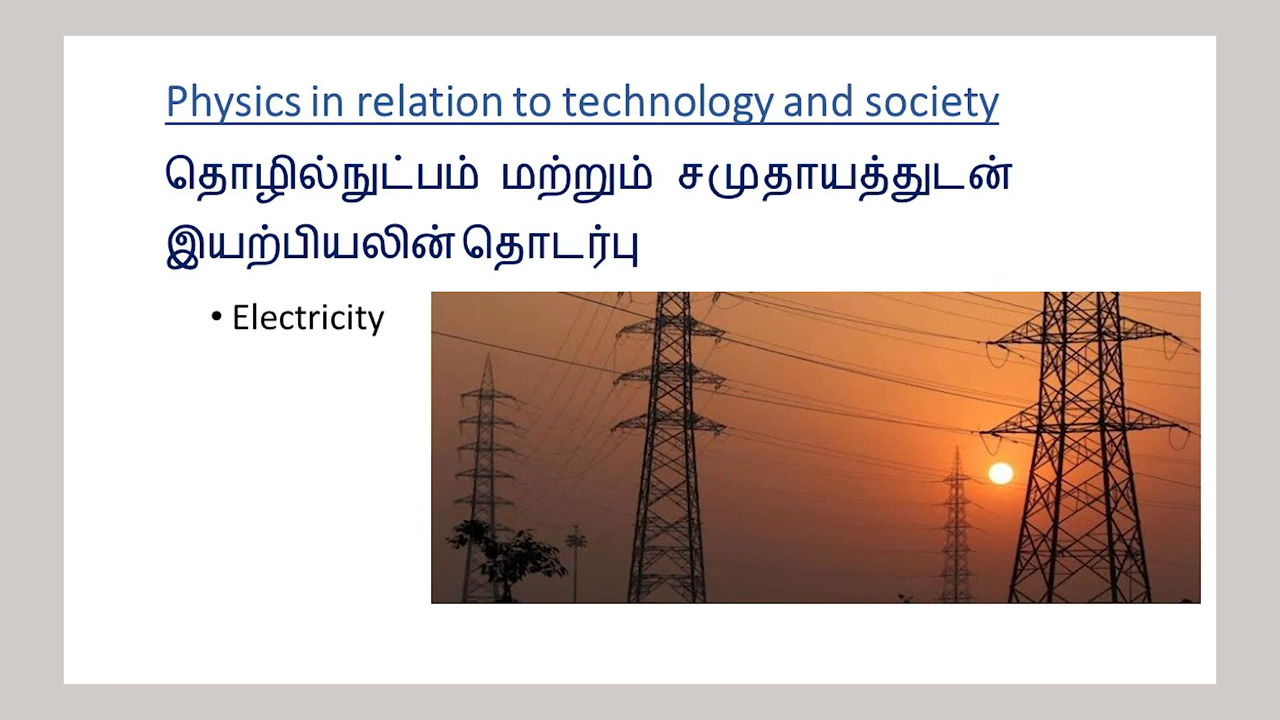 Physics in relation to technology and society
தொழில்நுட்பம் மற்றும் சமுதாயத்துடன்
இயற்பியலின் தொடர்பு
• Electricity